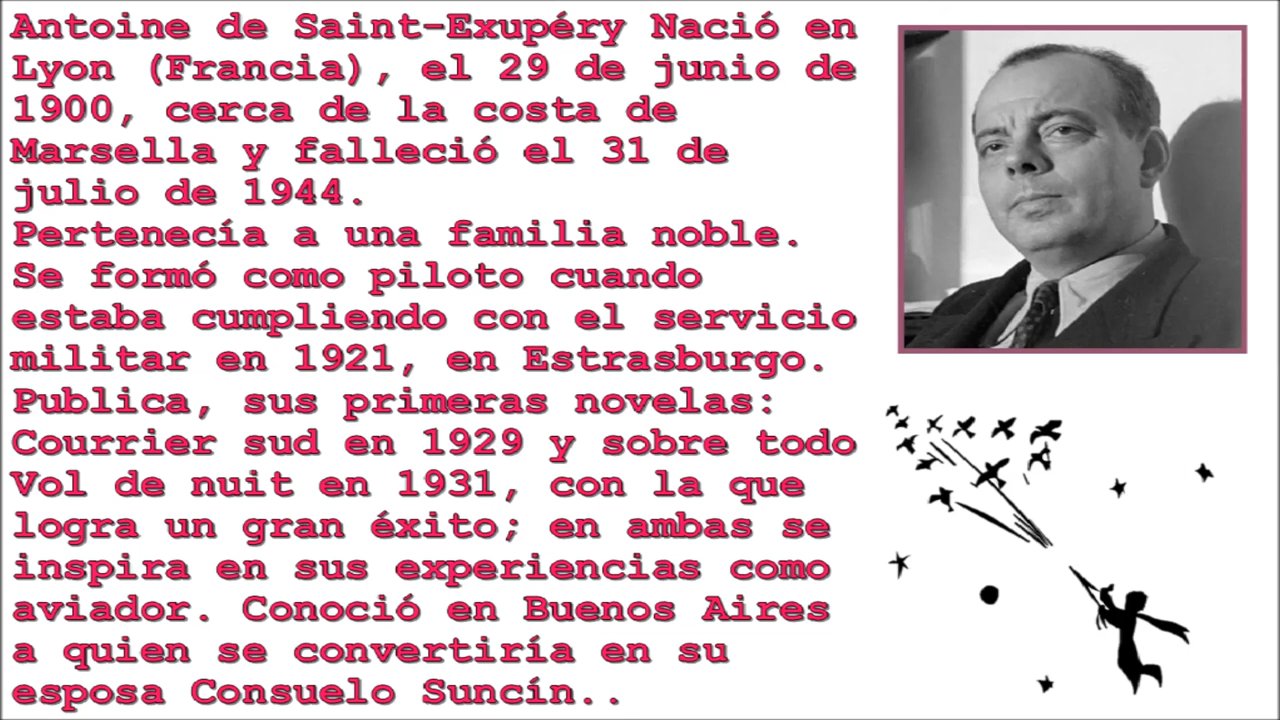 Antoine de Saint-Exupéry Nació en
Lyon (Francia), el 29 de junio de
1900, cerca de la costa de
Marsella y falleció el 31 de
julio de 1944.
Pertenecía a una familia noble.
Se formó como piloto cuando
estaba cumpliendo con el servicio
militar en 1921, en Estrasburgo.
Publica, sus primeras novelas:
Courrier sud en 1929 y sobre todo
Vol de nuit en 1931, con la que
logra un gran éxito; en ambas se
inspira en sus experiencias como
aviador. Conoció en Buenos Aires
a quien se convertiría en su
esposa Consuelo Suncín..